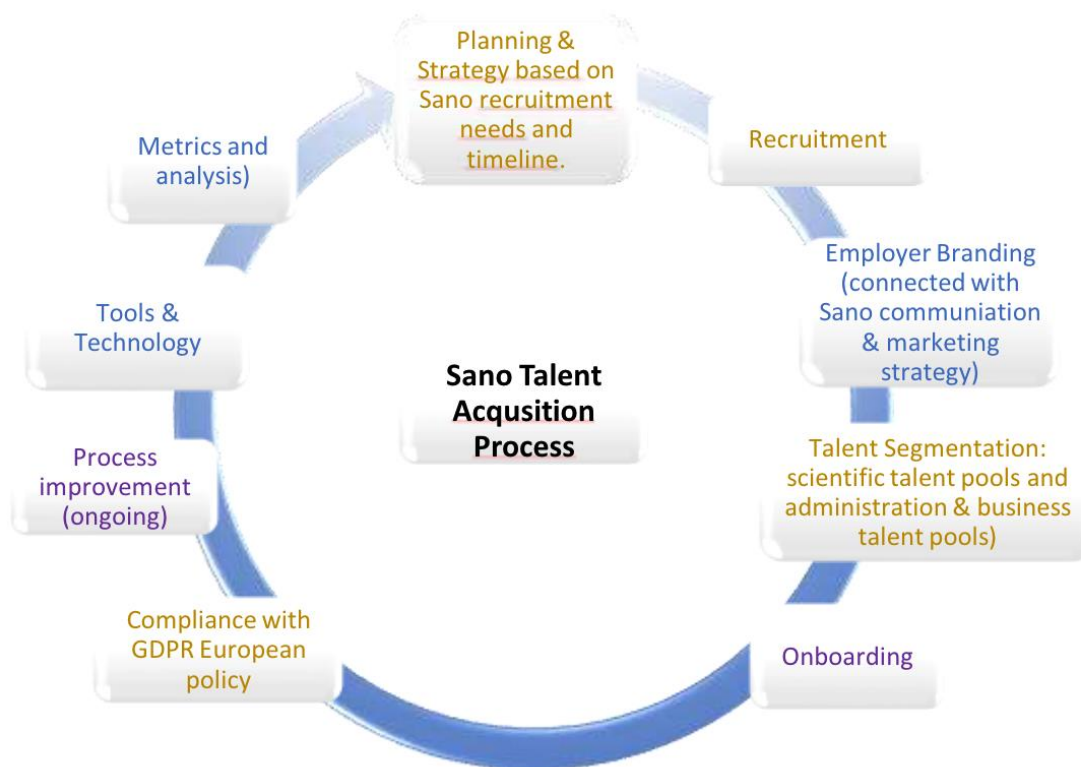 Planning &
Strategy based on
Sano recruitment
needs and
timeline.
Recruitment
Employer Branding
(connected with
Sano communiation
& marketing
strategy)
Talent Segmentation:
scientific talent pools and
administration & business
talent pools)
Onboarding
Compliance with
GDPR European
policy
Process
improvement
(ongoing)
Tools &
Technology
Metrics and
analysis)
Sano Talent
Acqusition
Process